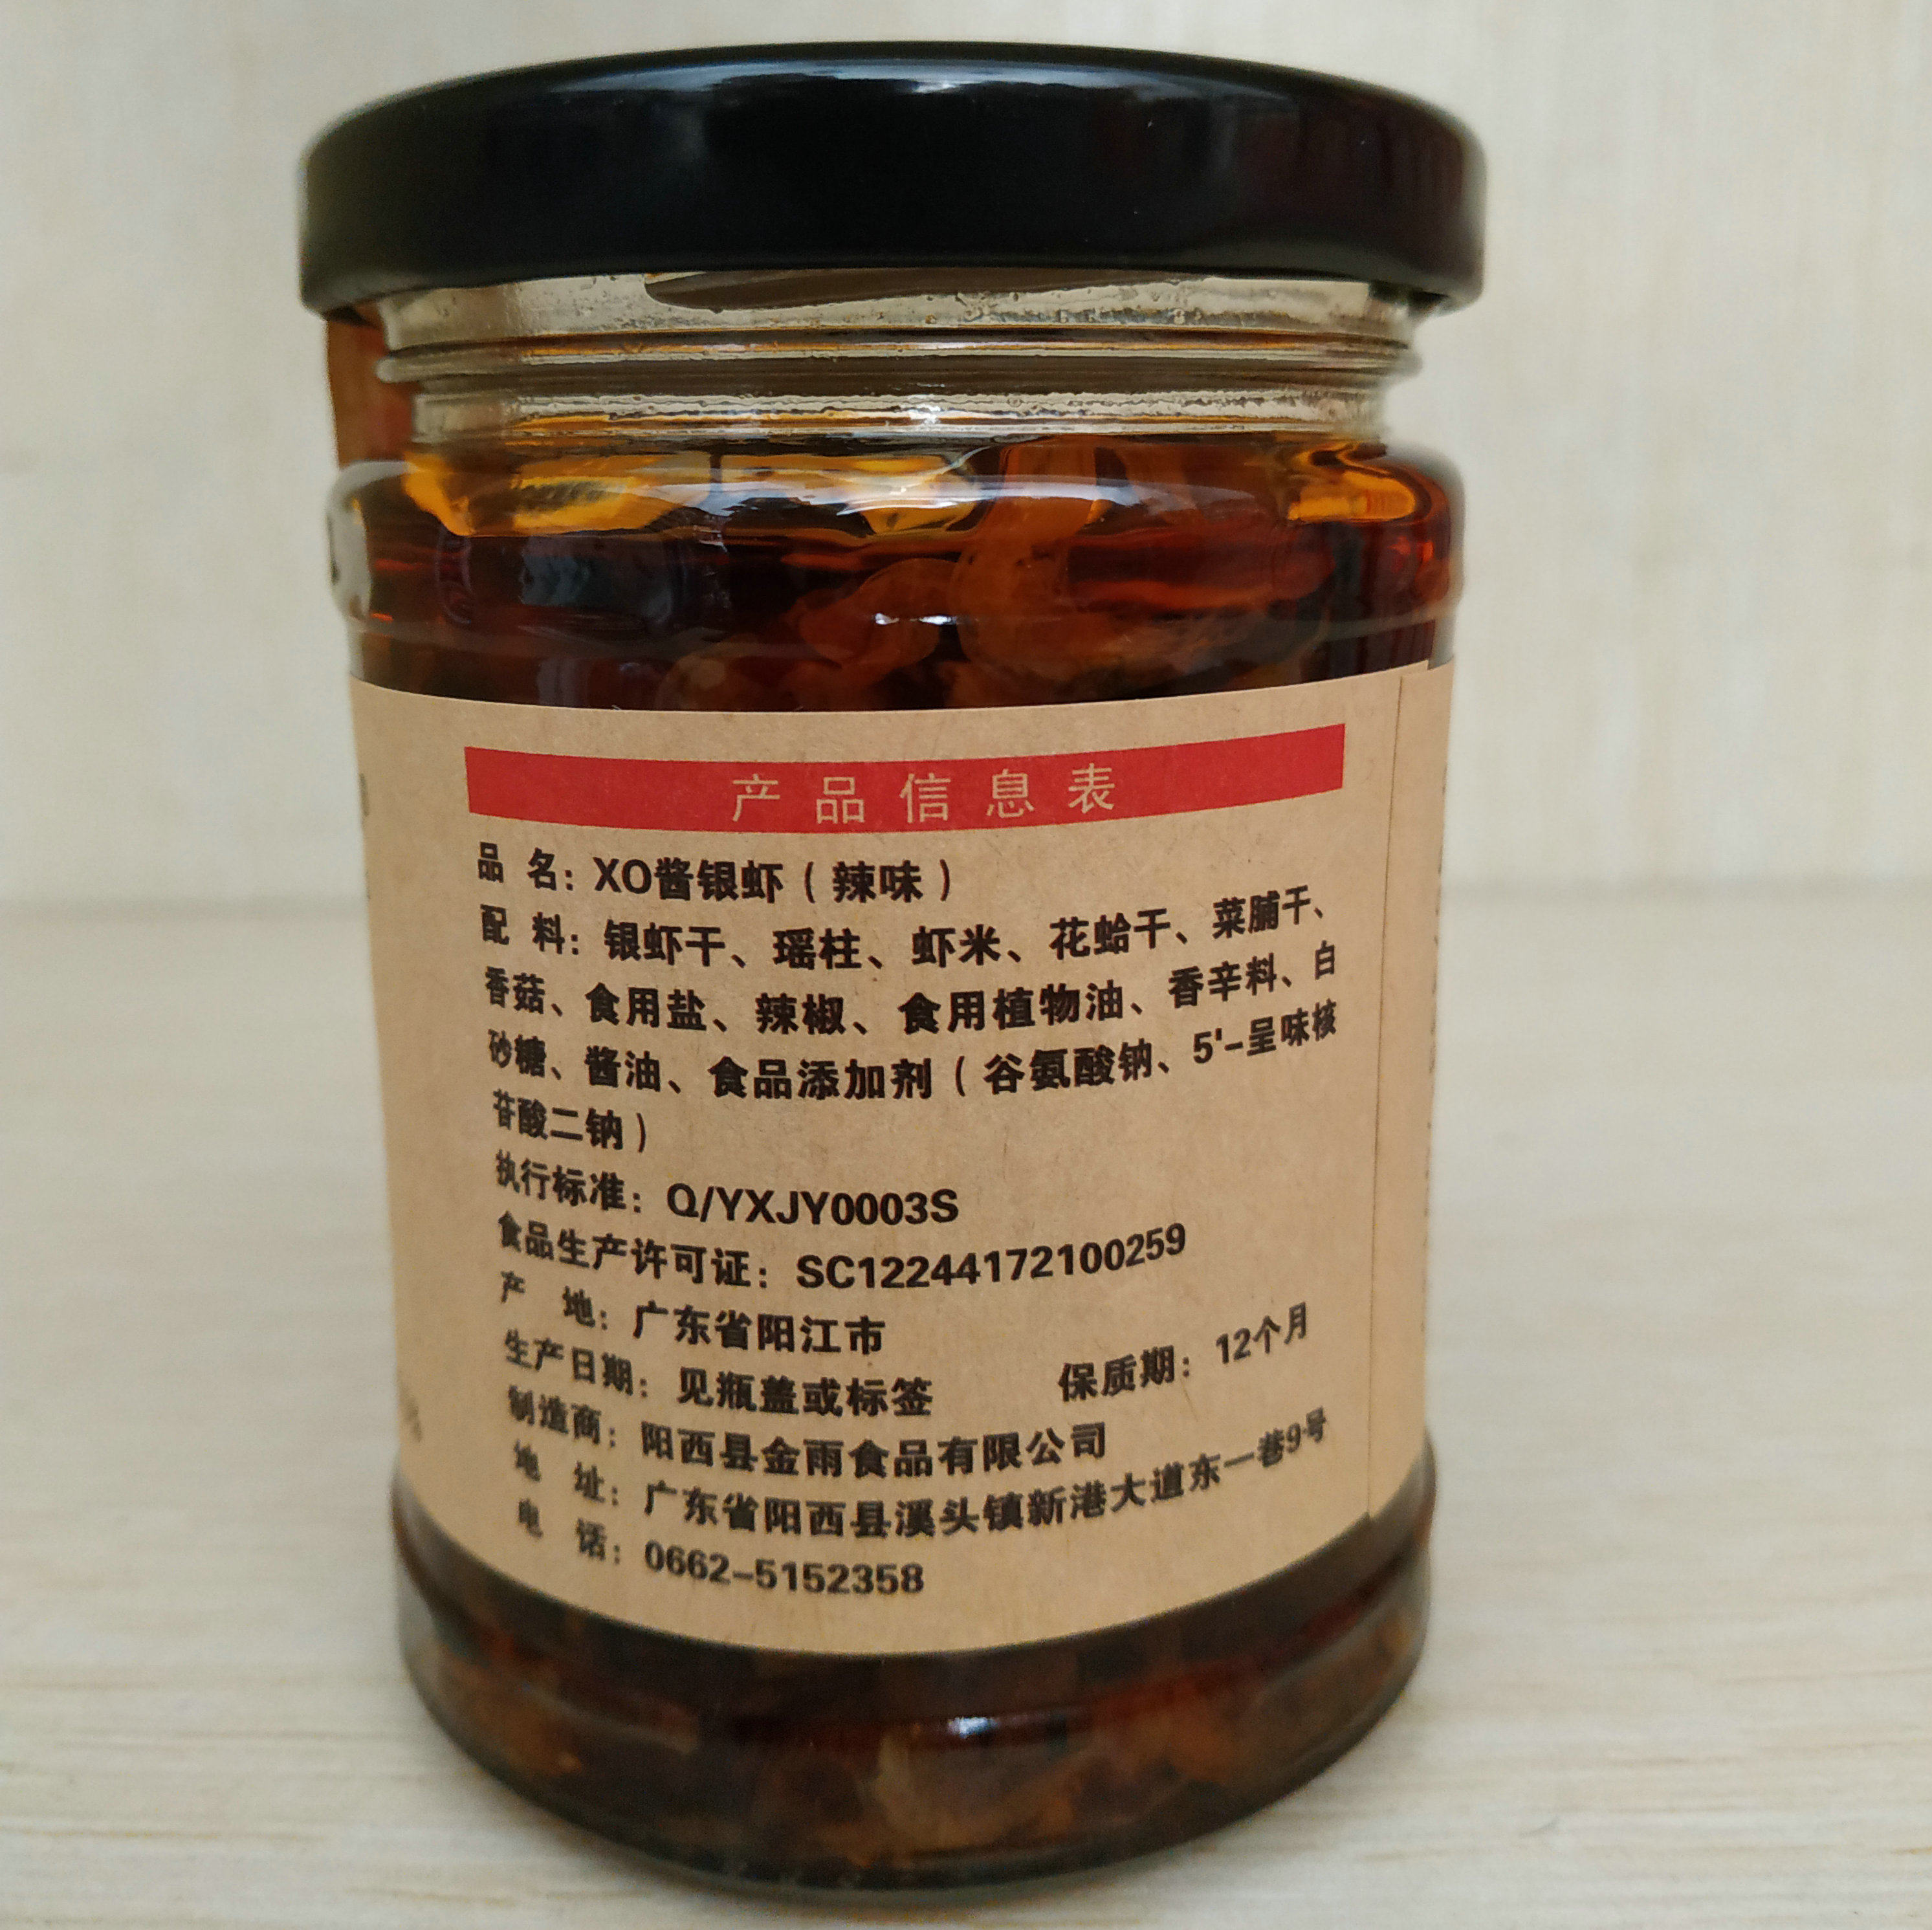 产品信息表
品 名：XO酱银虾（辣味）
配 料：银虾干、瑶柱、虾米、花蛤干、菜脯干、
香菇、食用盐、辣椒、食用植物油、香辛料、白
砂糖、酱油、食品添加剂（谷氨酸钠、5'-呈味核
苷酸二钠）
执行标准：Q/YXJY0003S
食品生产许可证：SC12244172100259
产 地：广东省阳江市
生产日期：见瓶盖或标签 保质期：12个月
制造商：阳西县金雨食品有限公司
地 址：广东省阳西县溪头镇新港大道东一巷9号
电 话：0662-5152358